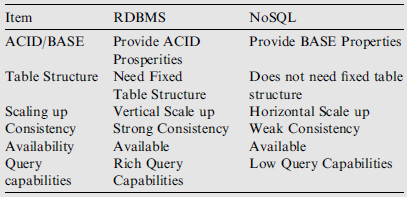 Item RDBMS NoSQL
ACID/BASE Provide ACID Provide BASE Properties
Prosperities
Table Structure Need Fixed Does not need fixed table
Table Structure structure
Scaling up Vertical Scale up Horizontal Scale up
Consistency Strong Consistency Weak Consistency
Availability Available Available
Query Rich Query Low Query Capabilities
capabilities Capabilities